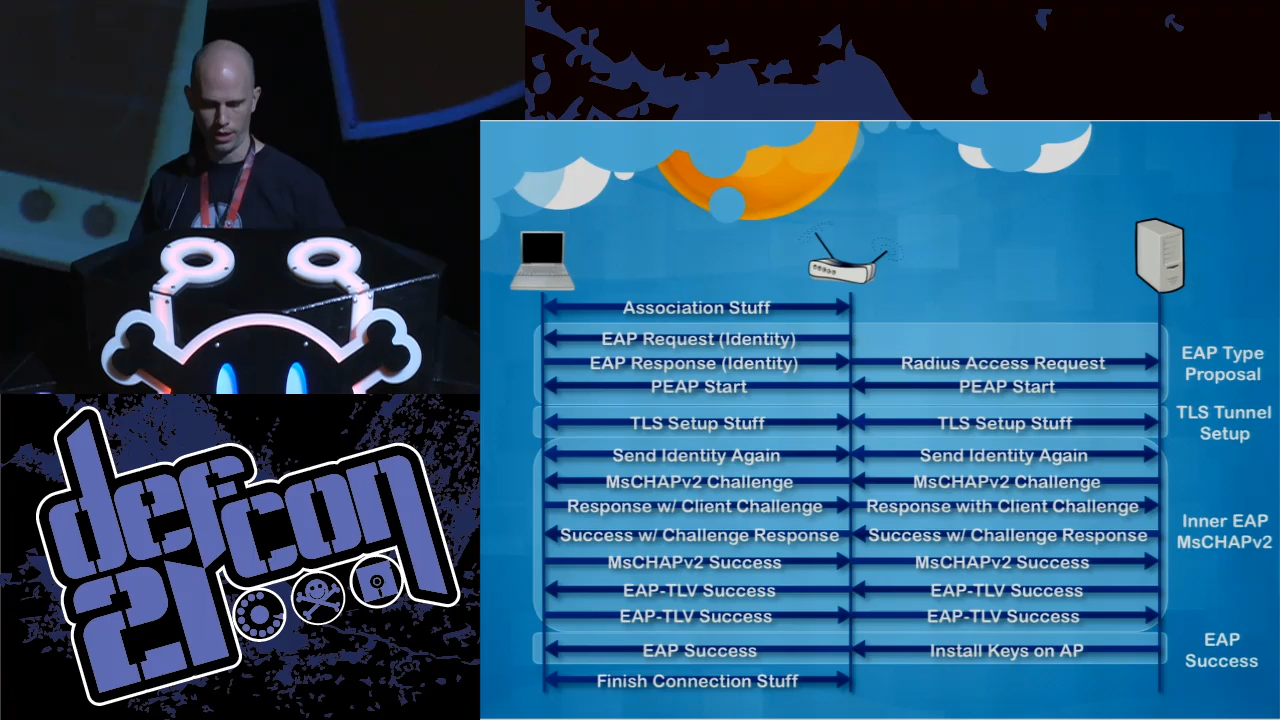 Association Stuff
EAP Request (Identity)
EAP Response (Identity)
Radius Access Request
PEAP Start
PEAP Start
EAP Type
Proposal
TLS Setup Stuff
TLS Setup Stuff
TLS Tunnel
Setup
Send Identity Again
Send Identity Again
MsCHAPv2 Challenge
MsCHAPv2 Challenge
Response w/ Client Challenge
Response with Client Challenge
Success w/ Challenge Response
Success w/ Challenge Response
Inner EAP
MsCHAPv2
MsCHAPv2 Success
MsCHAPv2 Success
EAP-TLV Success
EAP-TLV Success
EAP-TLV Success
EAP-TLV Success
EAP Success
Install Keys on AP
EAP
Success
Finish Connection Stuff
defcon
21